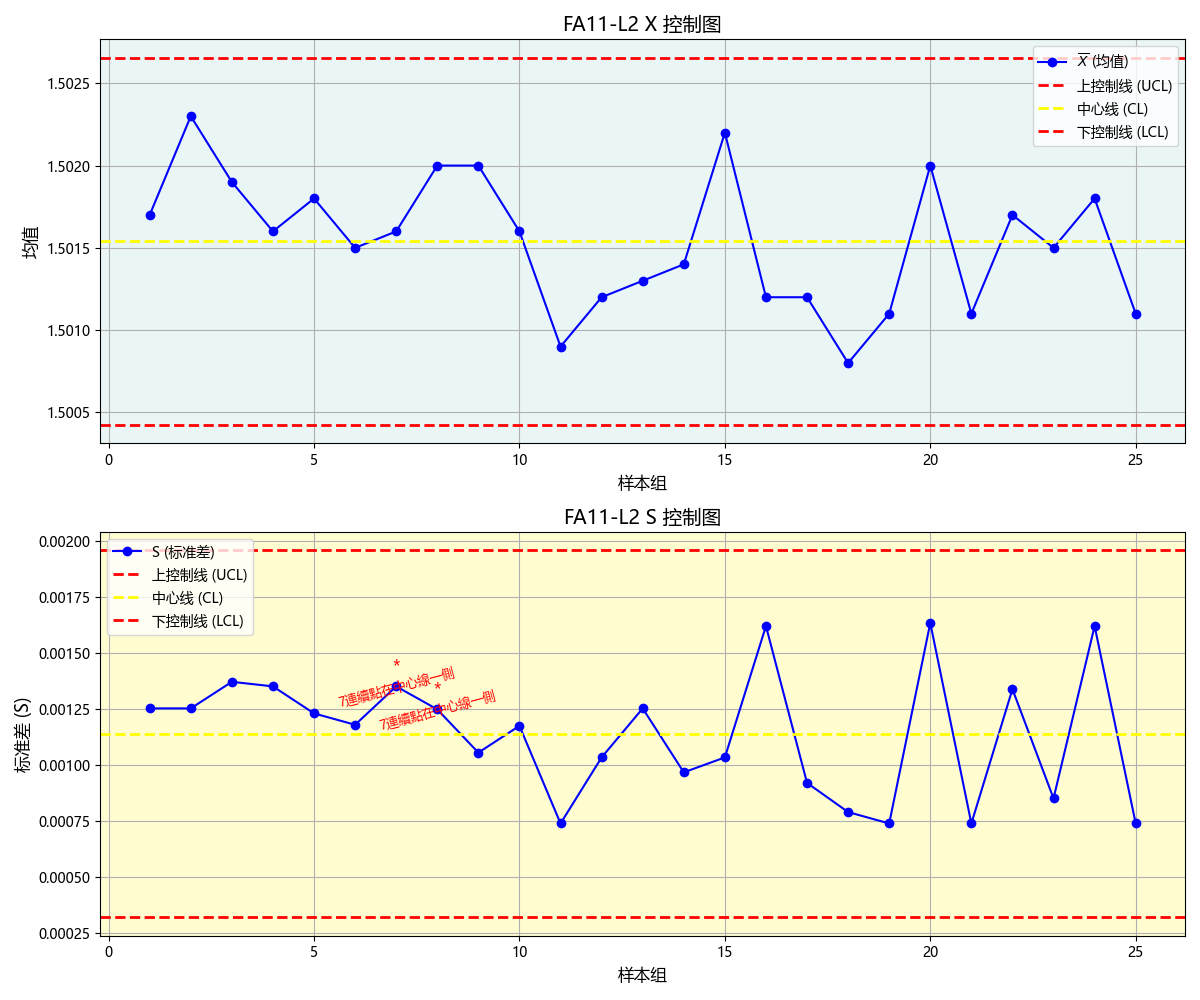 FA11-L2 X 控制图
均值
1.5025
1.5020
1.5015
1.5010
1.5005
X (均值)
上控制线 (UCL)
中心线 (CL)
下控制线 (LCL)
0 5 10 15 20 25
样本组
FA11-L2 S 控制图
标准差 (S)
0.00200
0.00175
0.00150
0.00125
0.00100
0.00075
0.00050
0.00025
S (标准差)
上控制线 (UCL)
中心线 (CL)
下控制线 (LCL)
*
7連續點在中心線一側
*
7連續點在中心線一側
0 5 10 15 20 25
样本组